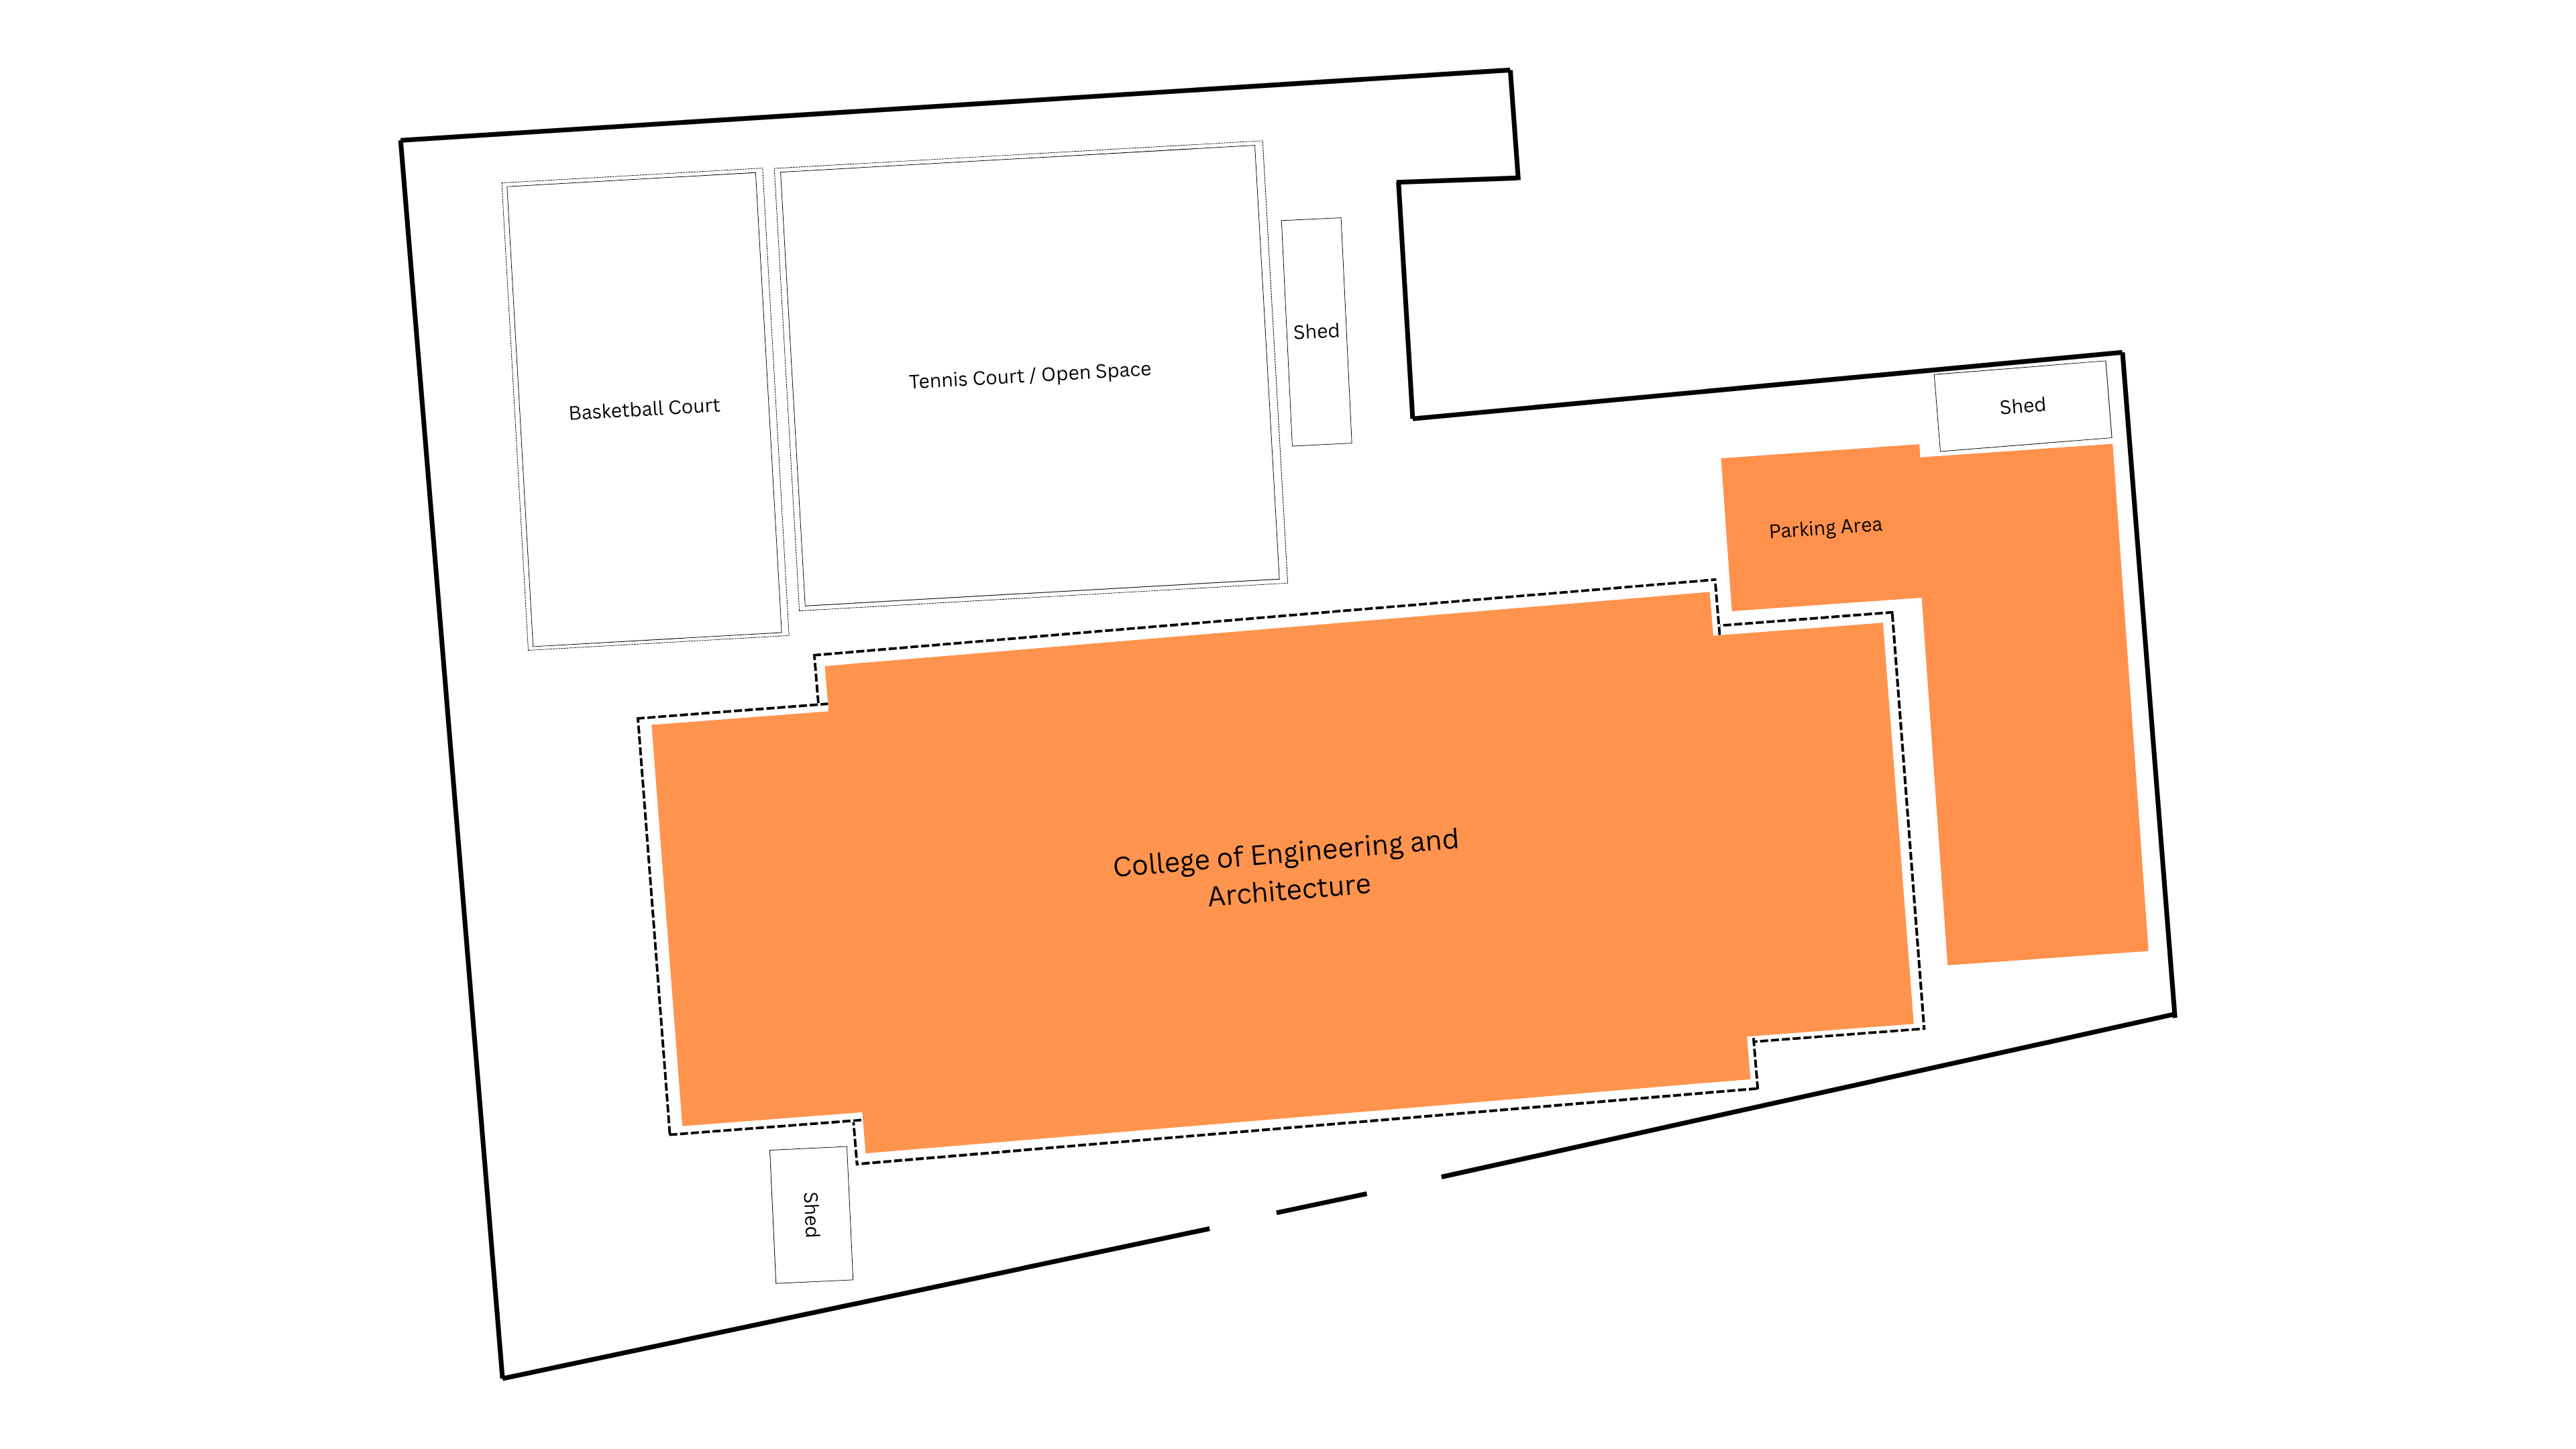 Shed
Tennis Court / Open Space
Basketball Court
Shed
Parking Area
College of Engineering and
Architecture
Shed